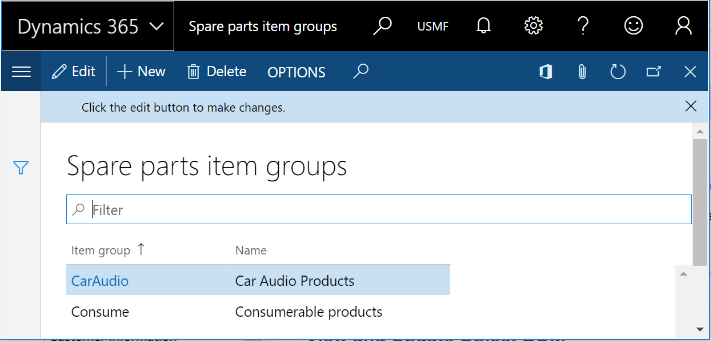 Dynamics 365 Spare parts item groups USMF
Edit New Delete OPTIONS
Click the edit button to make changes.
Spare parts item groups
Filter
Item group Name
CarAudio Car Audio Products
Consume Consumerable products